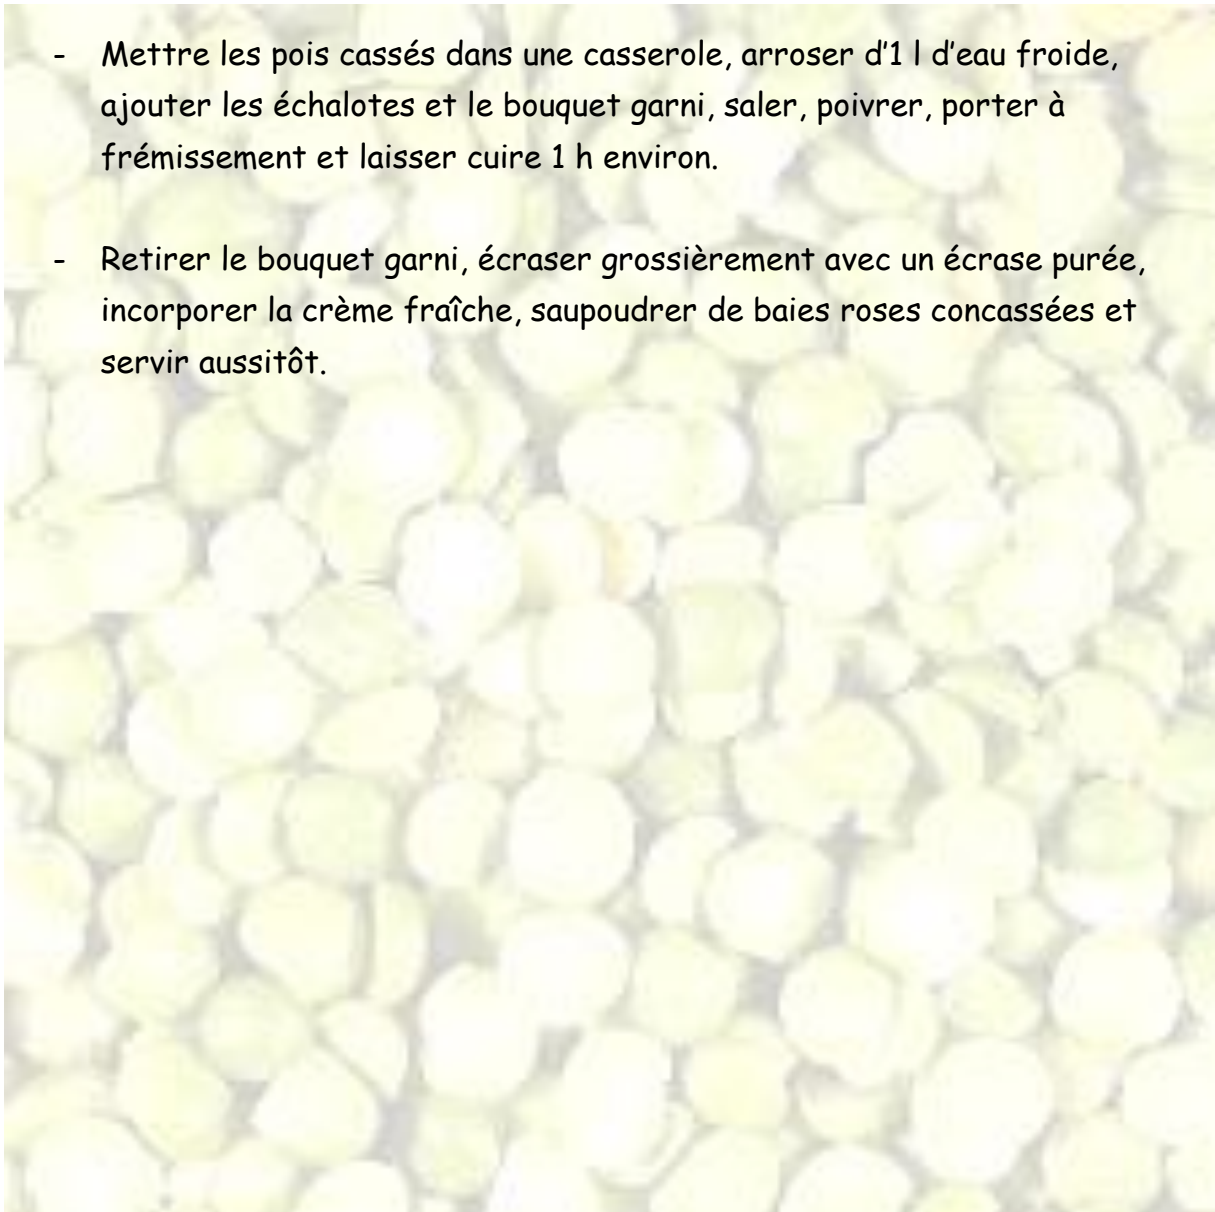 - Mettre les pois cassés dans une casserole, arroser d'1 l d'eau froide,
ajouter les échalotes et le bouquet garni, saler, poivrer, porter à
frémissement et laisser cuire 1 h environ.
- Retirer le bouquet garni, écraser grossièrement avec un écrase purée,
incorporer la crème fraîche, saupoudrer de baies roses concassées et
servir aussitôt.